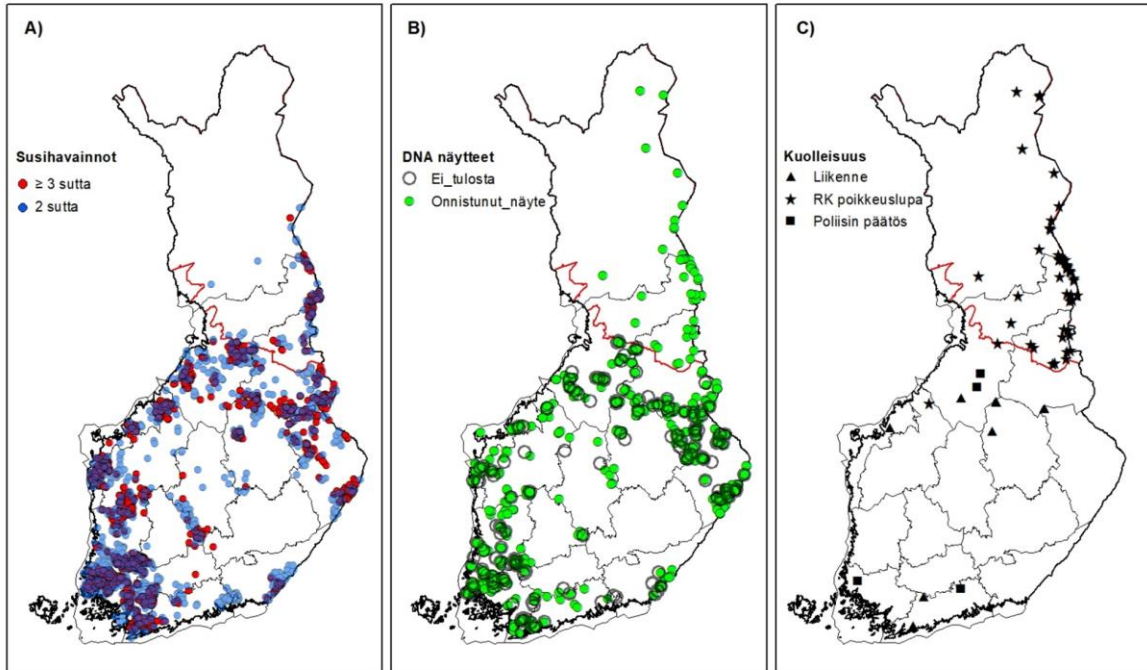 A)
Susihavainnot
≥ 3 sutta
2 sutta
B)
DNA näytteet
Ei_tulosta
Onnistunut_näyte
C)
Kuolleisuus
Liikenne
RK poikkeuslupa
Poliisin päätös